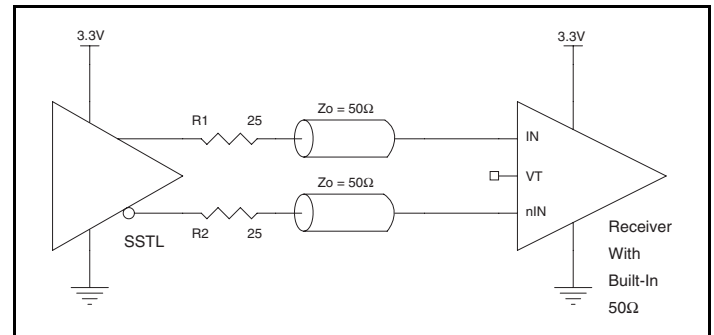 3.3V
3.3V
R1 25
Zo = 50Ω
IN
Zo = 50Ω
VT
R2 25
nIN
SSTL
Receiver
With
Built-In
50Ω